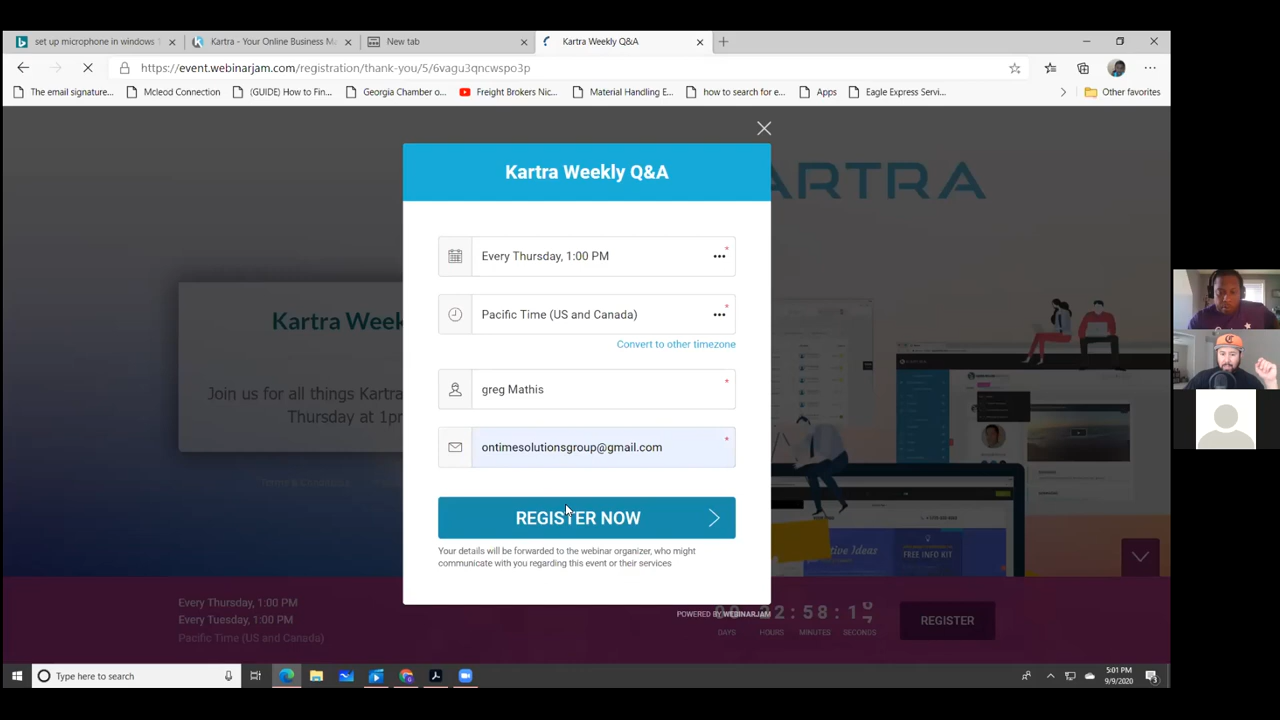 set up microphone in windows 1
Kartra - Your Online Business Ma
New tab
Kartra Weekly Q&A
https://event.webinarjam.com/registration/thank-you/5/6vagu3qncwspo3p
The email signature...
Mcleod Connection
(GUIDE) How to Fin...
Georgia Chamber o...
Freight Brokers Nic...
Material Handling E...
how to search for e...
Apps
Eagle Express Servi...
Other favorites
ARTRA
Kartra Weekly Q&A
Every Thursday, 1:00 PM
Pacific Time (US and Canada)
Convert to other timezone
greg Mathis
ontimesolutionsgroup@gmail.com
REGISTER NOW
Your details will be forwarded to the webinar organizer, who might
communicate with you regarding this event or their services
Kartra Week
Join us for all things Kartra
Thursday at 1pm
Creative Ideas
FREE INFO KIT
Every Thursday, 1:00 PM
Every Tuesday, 1:00 PM
Pacific Time (US and Canada)
POWERED BY WEBINARJAM
22:58:1
DAYS HOURS MINUTES SECONDS
REGISTER
Type here to search
5:01 PM
9/9/2020